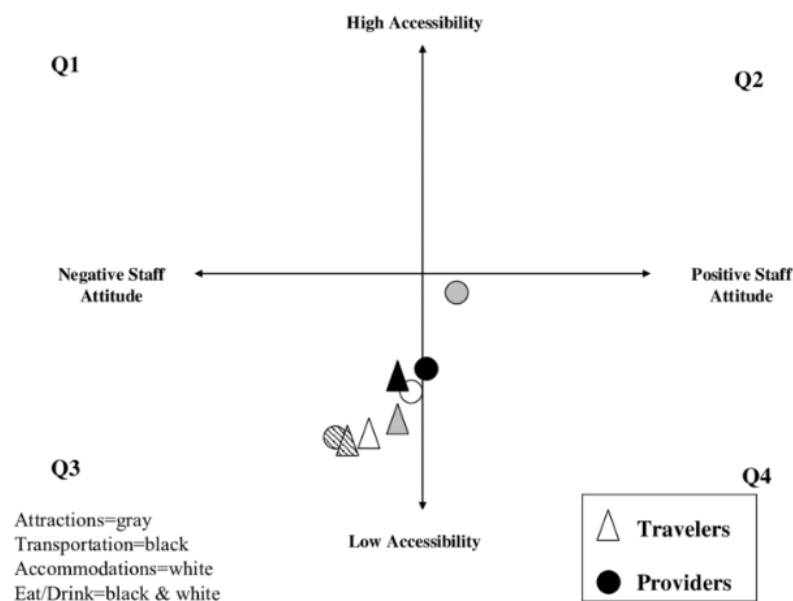 High Accessibility
Q1
Q2
Negative Staff
Attitude
Positive Staff
Attitude
Q3
Q4
Attractions=gray
Transportation=black
Accommodations=white
Eat/Drink=black & white
Low Accessibility
Travelers
Providers